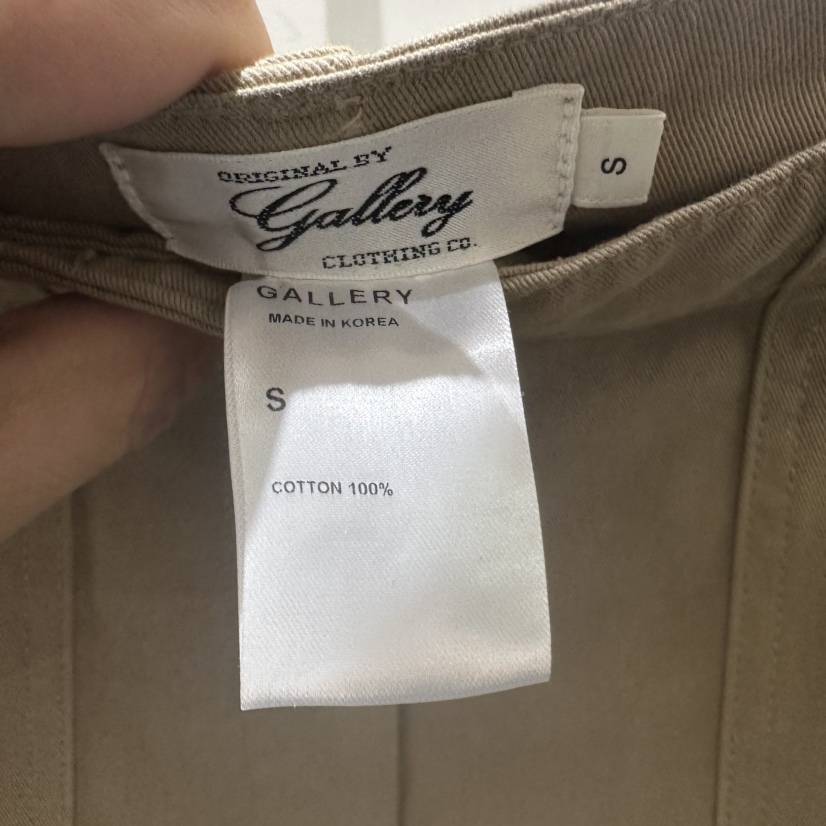 ORIGINAL BY
Gallery
CLOTHING CO.
S
GALLERY
MADE IN KOREA
S
COTTON 100%